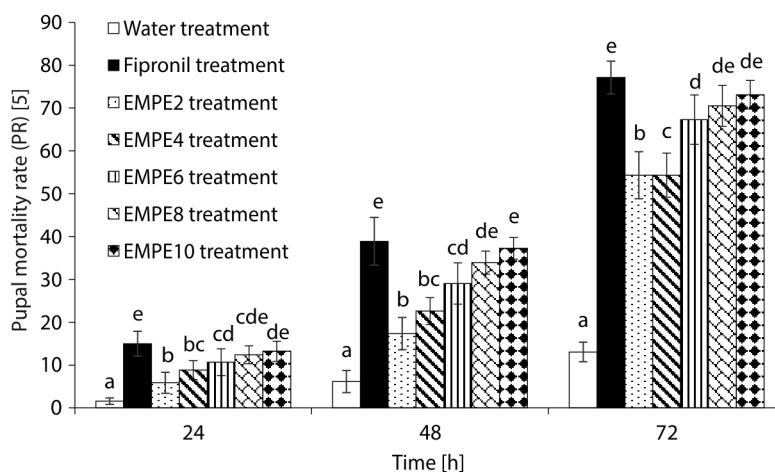 90
80
70
60
50
40
30
20
10
0
Pupal mortality rate (PR) [5]
Water treatment
Fipronil treatment
EMPE2 treatment
EMPE4 treatment
EMPE6 treatment
EMPE8 treatment
EMPE10 treatment
a e b bc cd cde de
a e b bc cd de e
a e b c d de de
24 48 72
Time [h]